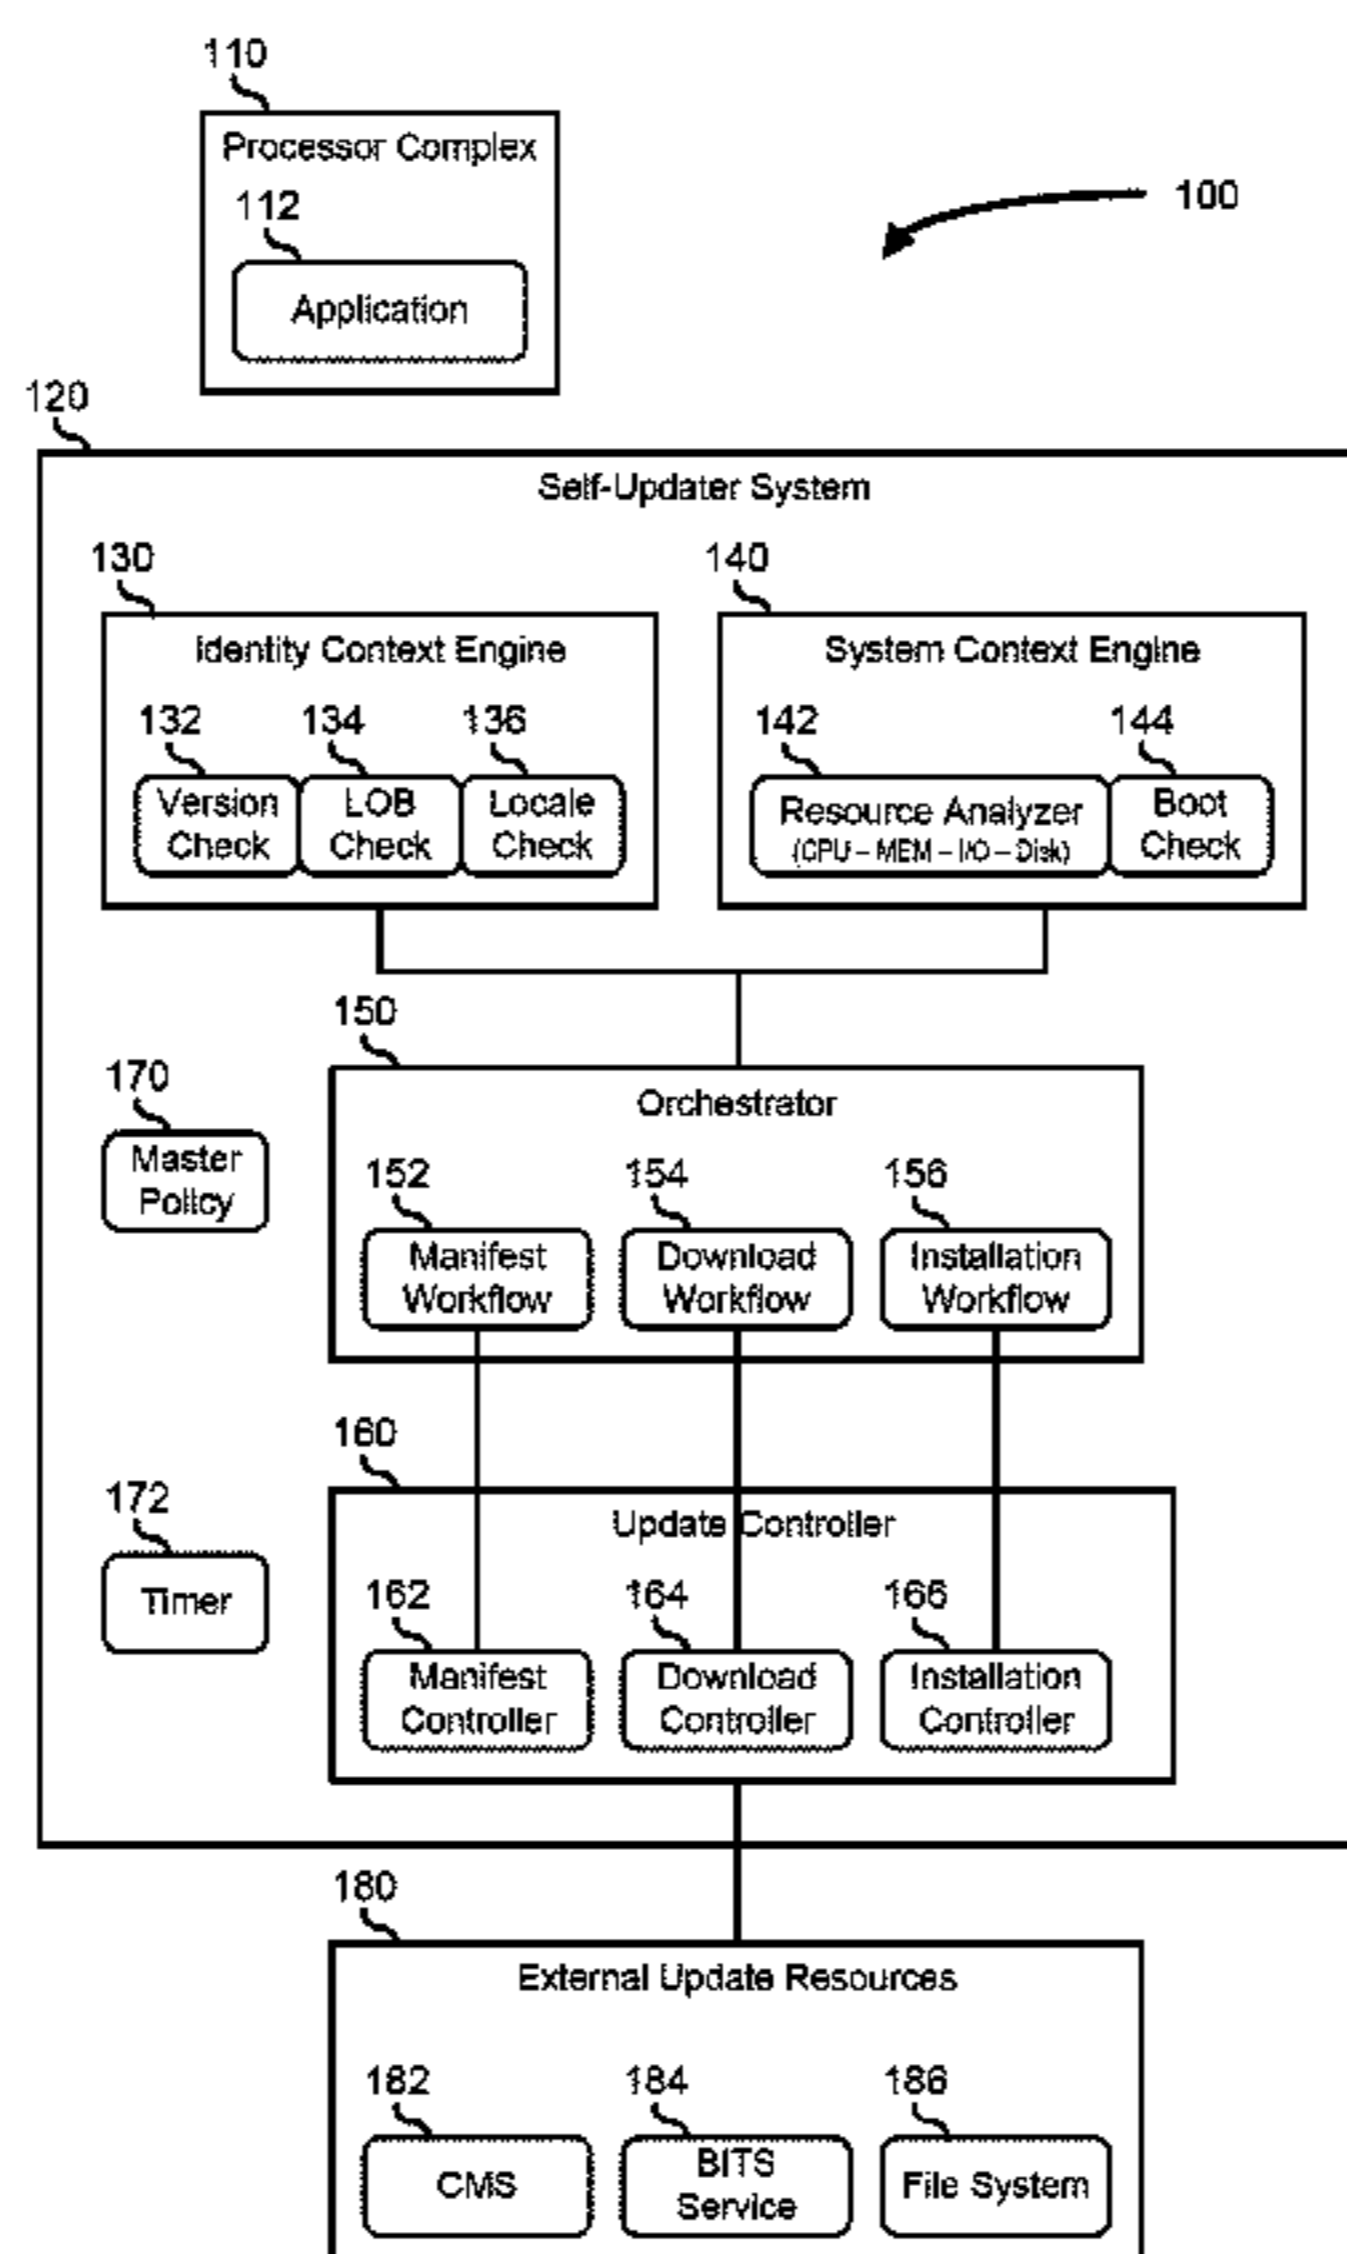 110
Processor Complex
112
Application
100
120
Self-Updater System
130
140
Identity Context Engine
System Context Engine
132 134 136
142 144
Version Check
LOB Check
Locale Check
Resource Analyzer
(CPU – MEM – I/O – Disk)
Boot Check
150
Orchestrator
170
Master
Policy
152 154 156
Manifest
Workflow
Download
Workflow
Installation
Workflow
160
Update Controller
172
Timer
162 164 166
Manifest
Controller
Download
Controller
Installation
Controller
180
External Update Resources
182 184 186
CMS
BITS
Service
File System